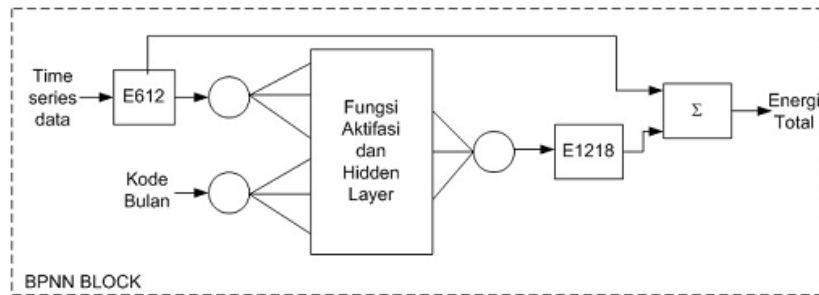 Time
series
data
E612
Fungsi
Aktifasi
dan
Hidden
Layer
Kode
Bulan
E1218
Σ
Energi
Total
BPNN BLOCK